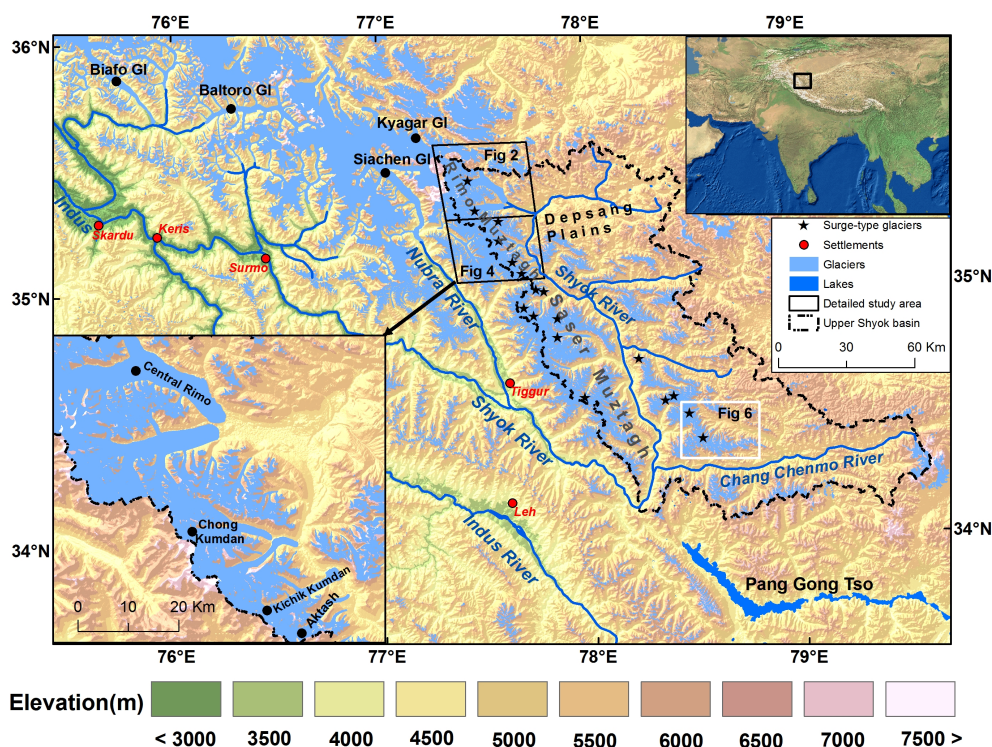 76°E 77°E 78°E 79°E
36°N
Biafo Gl
Baltoro Gl
Kyagar Gl
Siachen Gl
Fig 2
Rimo Muztagh
Depsang
Plains
Indus
Skardu
Keris
Surmo
Nubra River
Fig 4
Shyok River
Saser
Muztagh
35°N
35°N
Surge-type glaciers
Settlements
Glaciers
Lakes
Detailed study area
Upper Shyok basin
0 30 60 Km
Central Rimo
Tiggur
Shyok River
Fig 6
Chang Chenmo River
Leh
Indus River
Chong
Kumdan
34°N
34°N
Kichik Kumdan
Aktash
0 10 20 Km
Pang Gong Tso
76°E 77°E 78°E 79°E
Elevation(m)
< 3000 3500 4000 4500 5000 5500 6000 6500 7000 7500 >